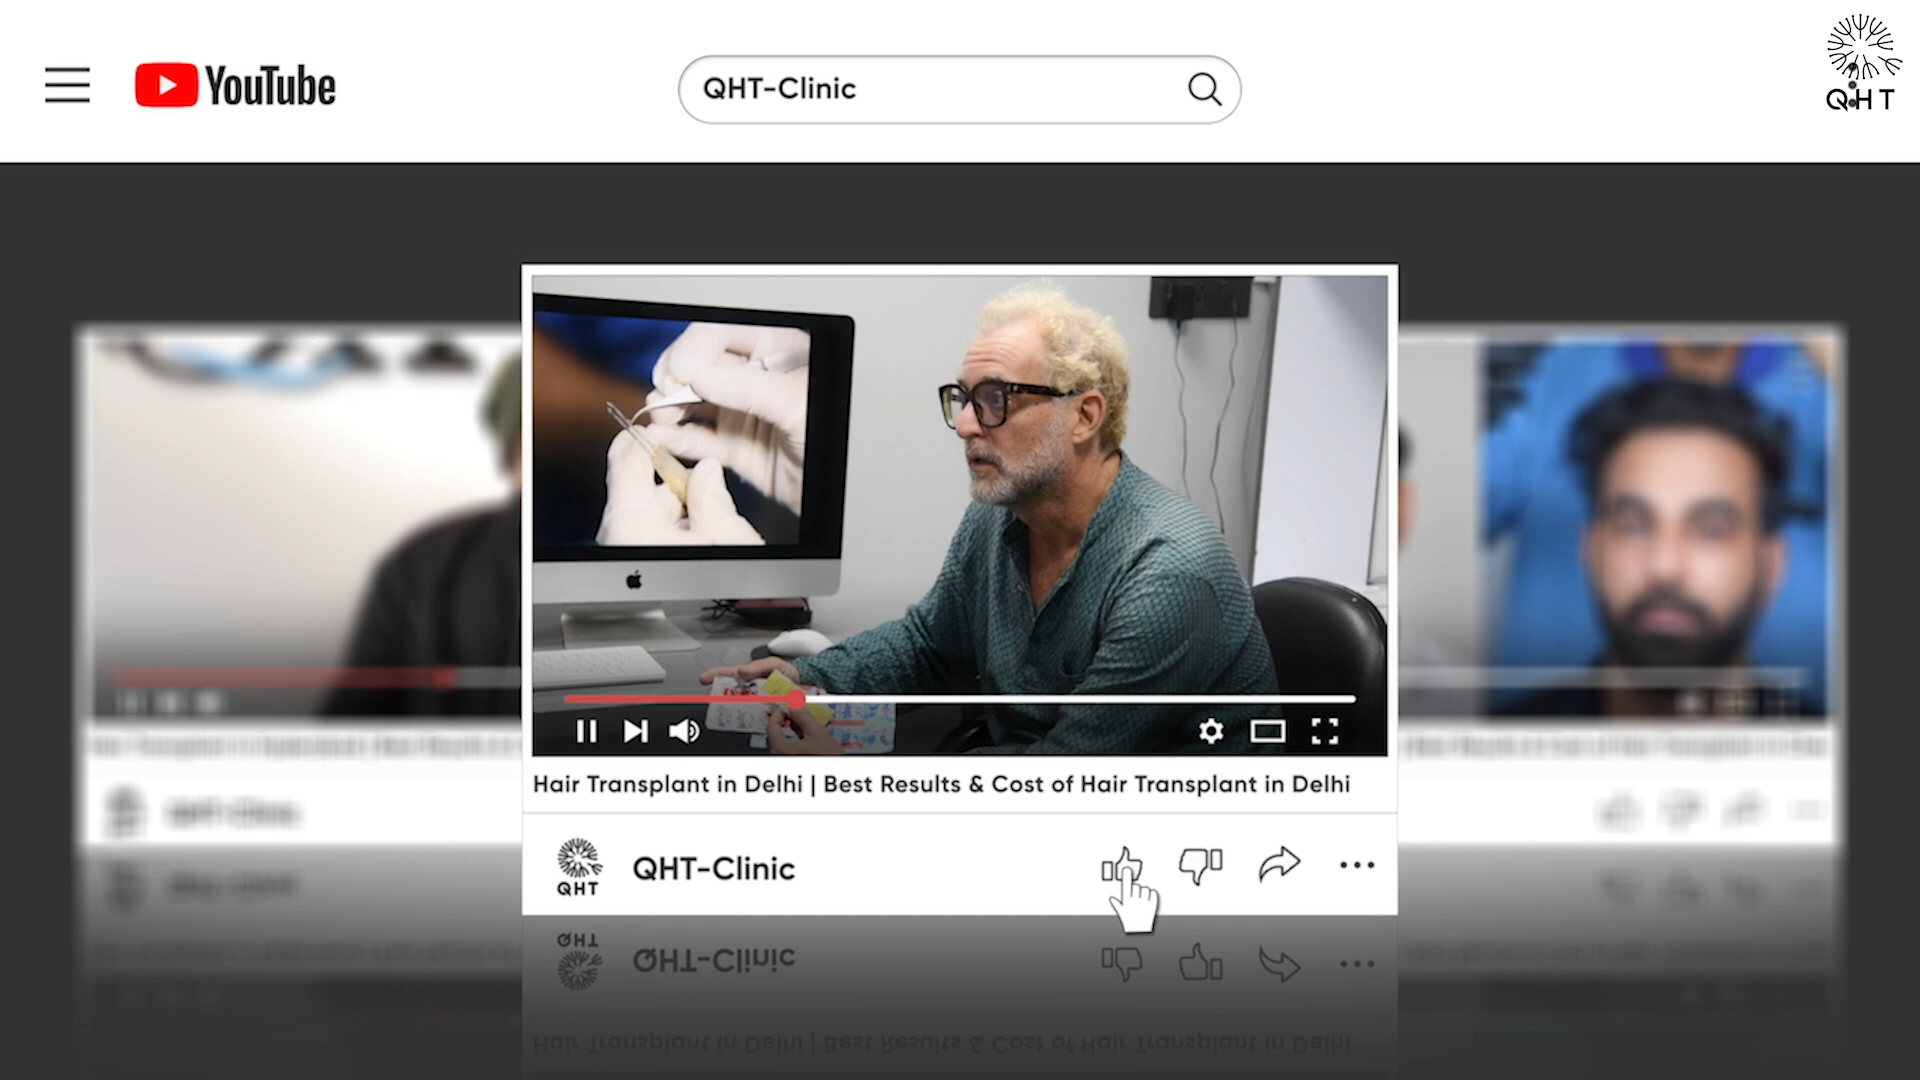 YouTube
QHT-Clinic
QHT
Hair Transplant in Delhi | Best Results & Cost of Hair Transplant in Delhi
QHT
QHT-Clinic
QHT
QHT-Clinic
Hair Transplant in Delhi | Best Results & Cost of Hair Transplant in Delhi